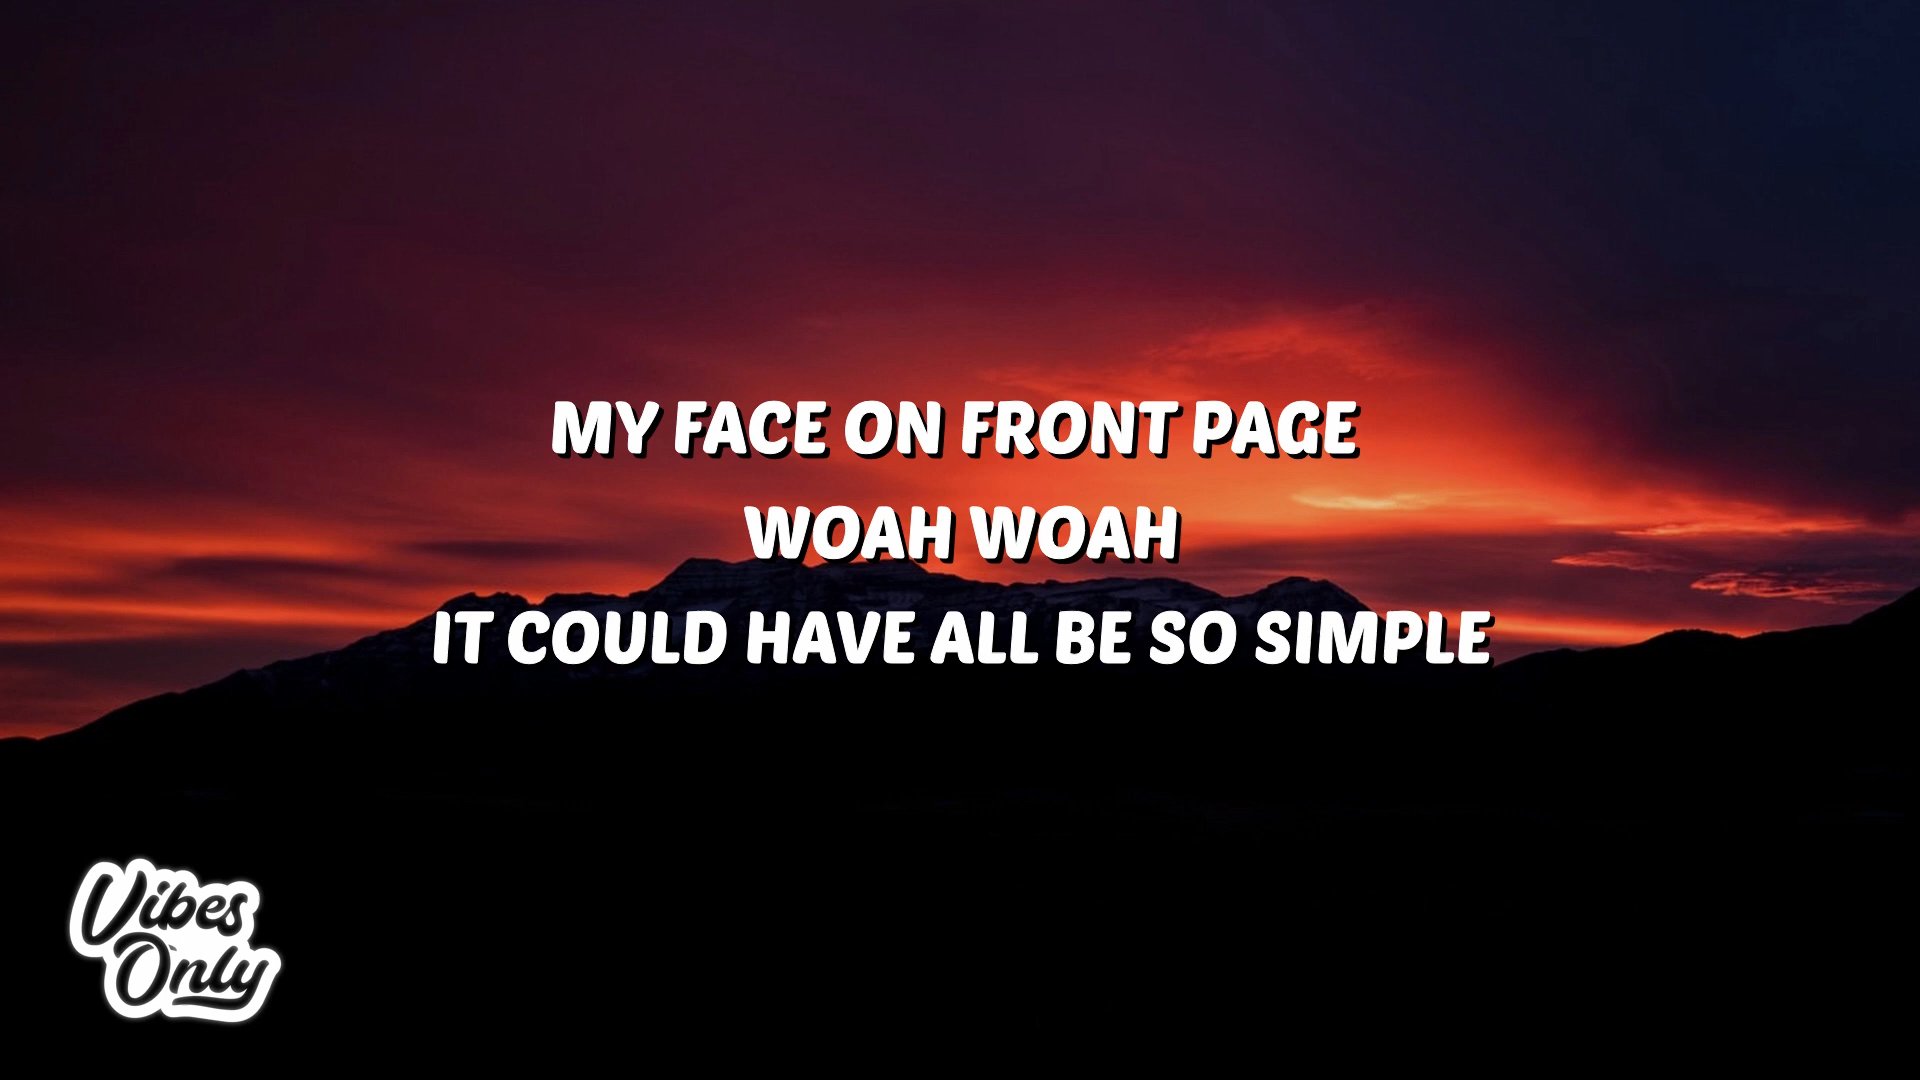 MY FACE ON FRONT PAGE
WOAH WOAH
IT COULD HAVE ALL BE SO SIMPLE
Vibes
Only